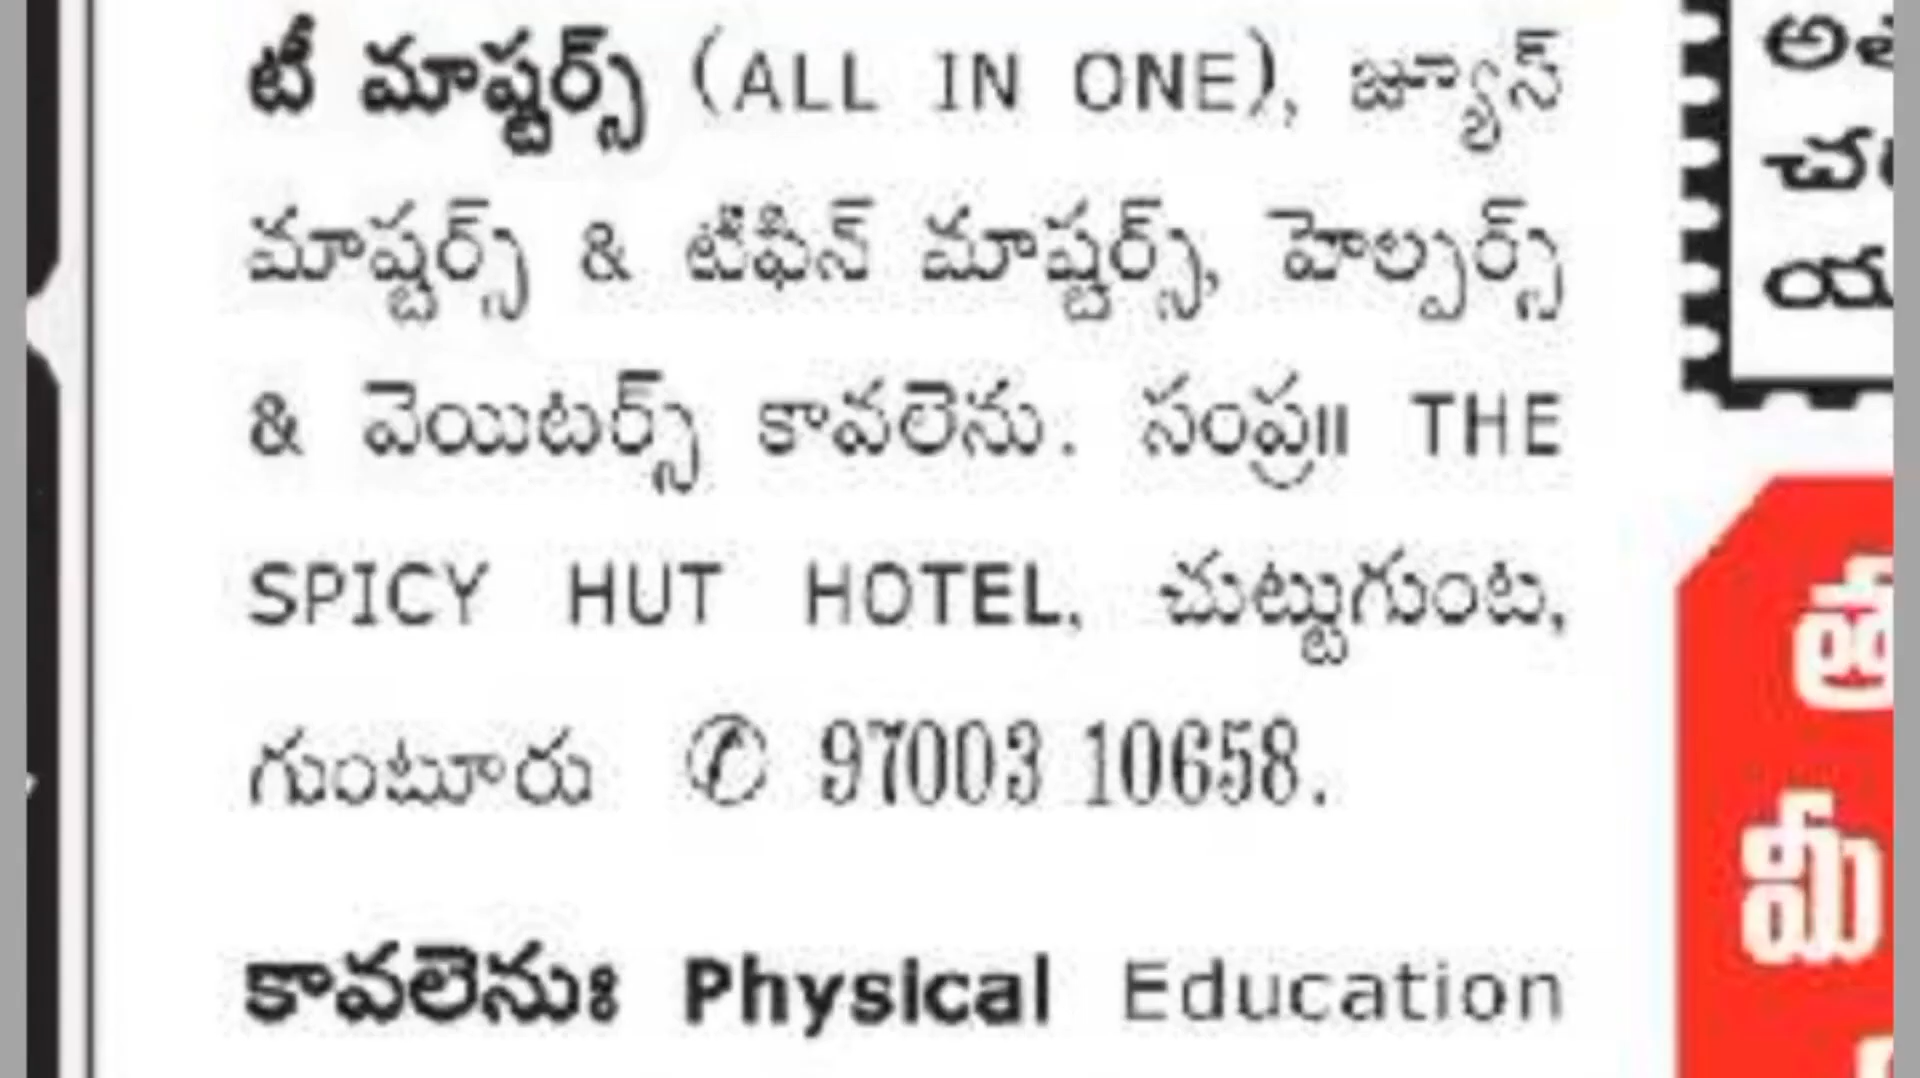 టీ మాష్టర్స్ (ALL IN ONE), జ్యూస్
మాష్టర్స్ & టిఫిన్ మాష్టర్స్, హెల్పర్స్
& వెయిటర్స్ కావలెను. సంప్ర॥ THE
SPICY HUT HOTEL, చుట్టుగుంట,
గుంటూరు ✆ 97003 10658.
కావలెనుః Physical Education
మీ